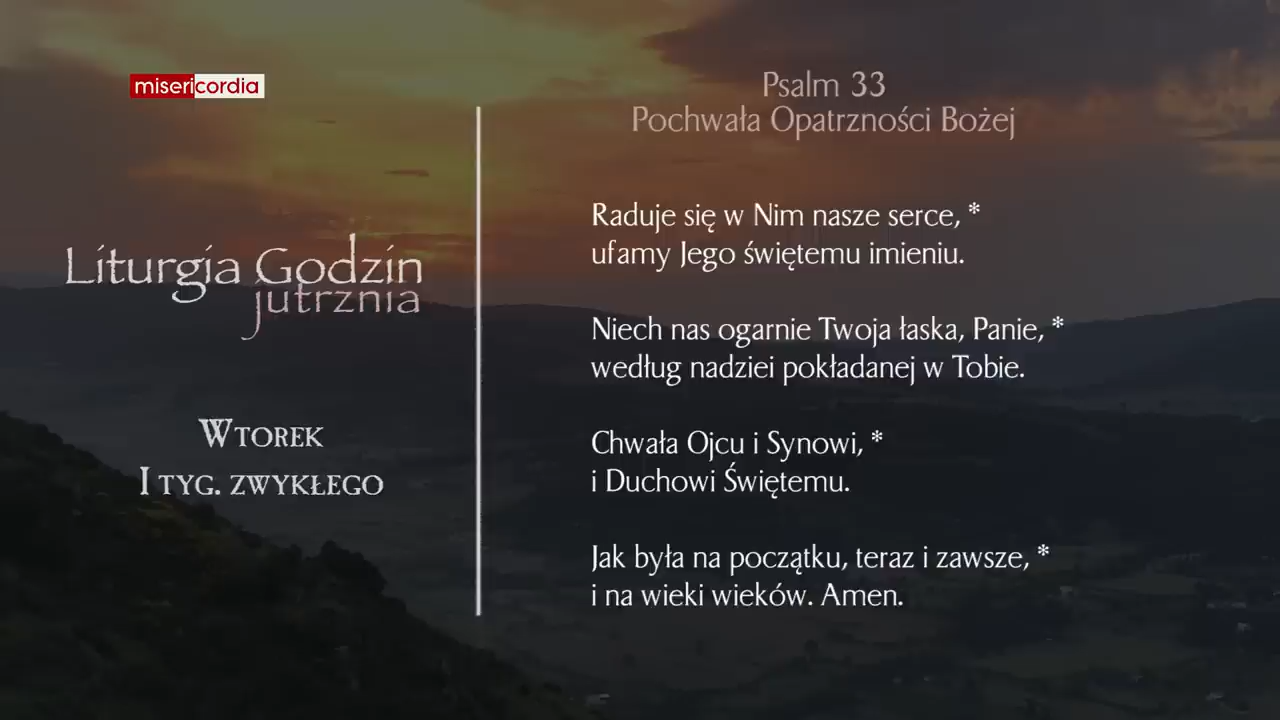 misericordia
Liturgia Godzin
jutrznia
Wtorek
I tyg. zwykłego
Psalm 33
Pochwała Opatrzności Bożej
Raduje się w Nim nasze serce, *
ufamy Jego świętemu imieniu.
Niech nas ogarnie Twoja łaska, Panie, *
według nadziei pokładanej w Tobie.
Chwała Ojcu i Synowi, *
i Duchowi Świętemu.
Jak była na początku, teraz i zawsze, *
i na wieki wieków. Amen.